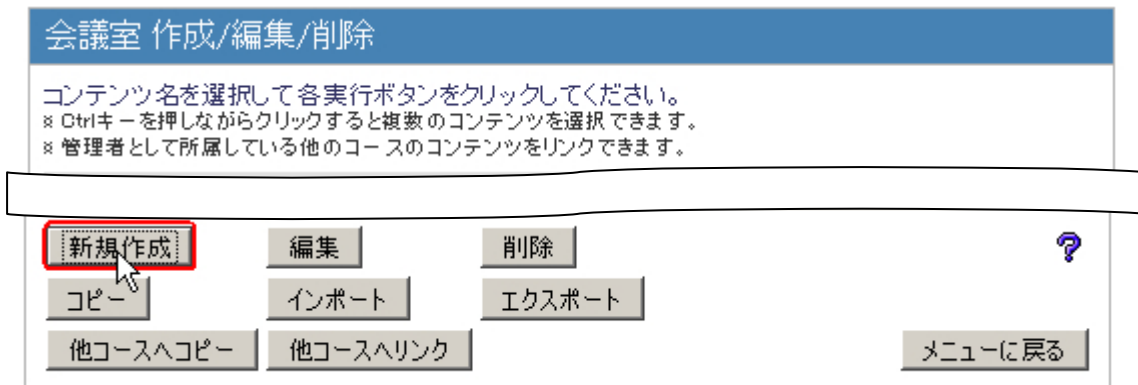 会議室 作成/編集/削除
コンテンツ名を選択して各実行ボタンをクリックしてください。
※ Ctrlキーを押しながらクリックすると複数のコンテンツを選択できます。
※ 管理者として所属している他のコースのコンテンツをリンクできます。
新規作成 編集 削除 ?
コピー インポート エクスポート
他コースへコピー 他コースへリンク メニューに戻る